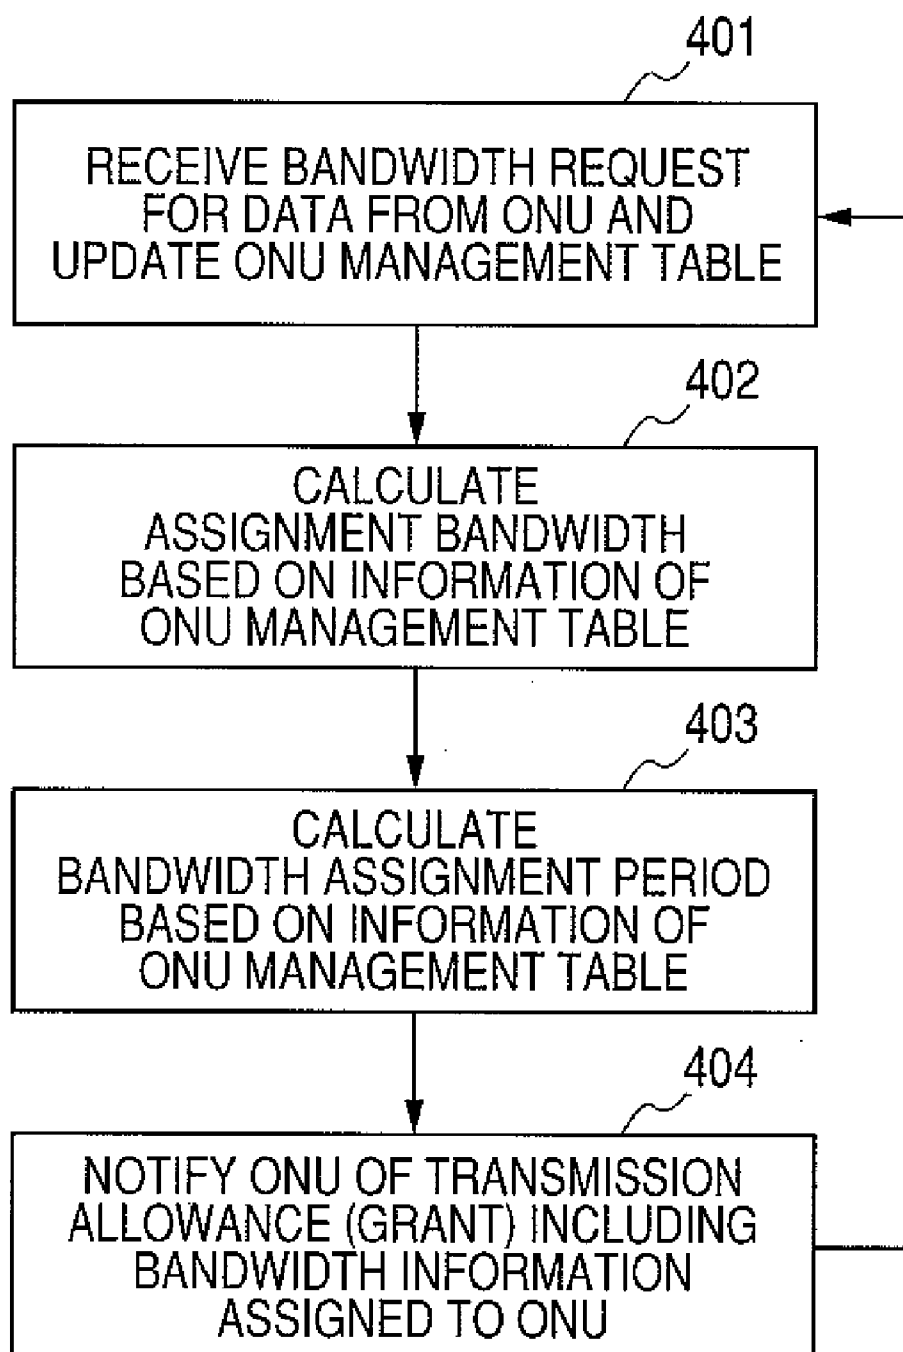 401
RECEIVE BANDWIDTH REQUEST
FOR DATA FROM ONU AND
UPDATE ONU MANAGEMENT TABLE
402
CALCULATE
ASSIGNMENT BANDWIDTH
BASED ON INFORMATION OF
ONU MANAGEMENT TABLE
403
CALCULATE
BANDWIDTH ASSIGNMENT PERIOD
BASED ON INFORMATION OF
ONU MANAGEMENT TABLE
404
NOTIFY ONU OF TRANSMISSION
ALLOWANCE (GRANT) INCLUDING
BANDWIDTH INFORMATION
ASSIGNED TO ONU